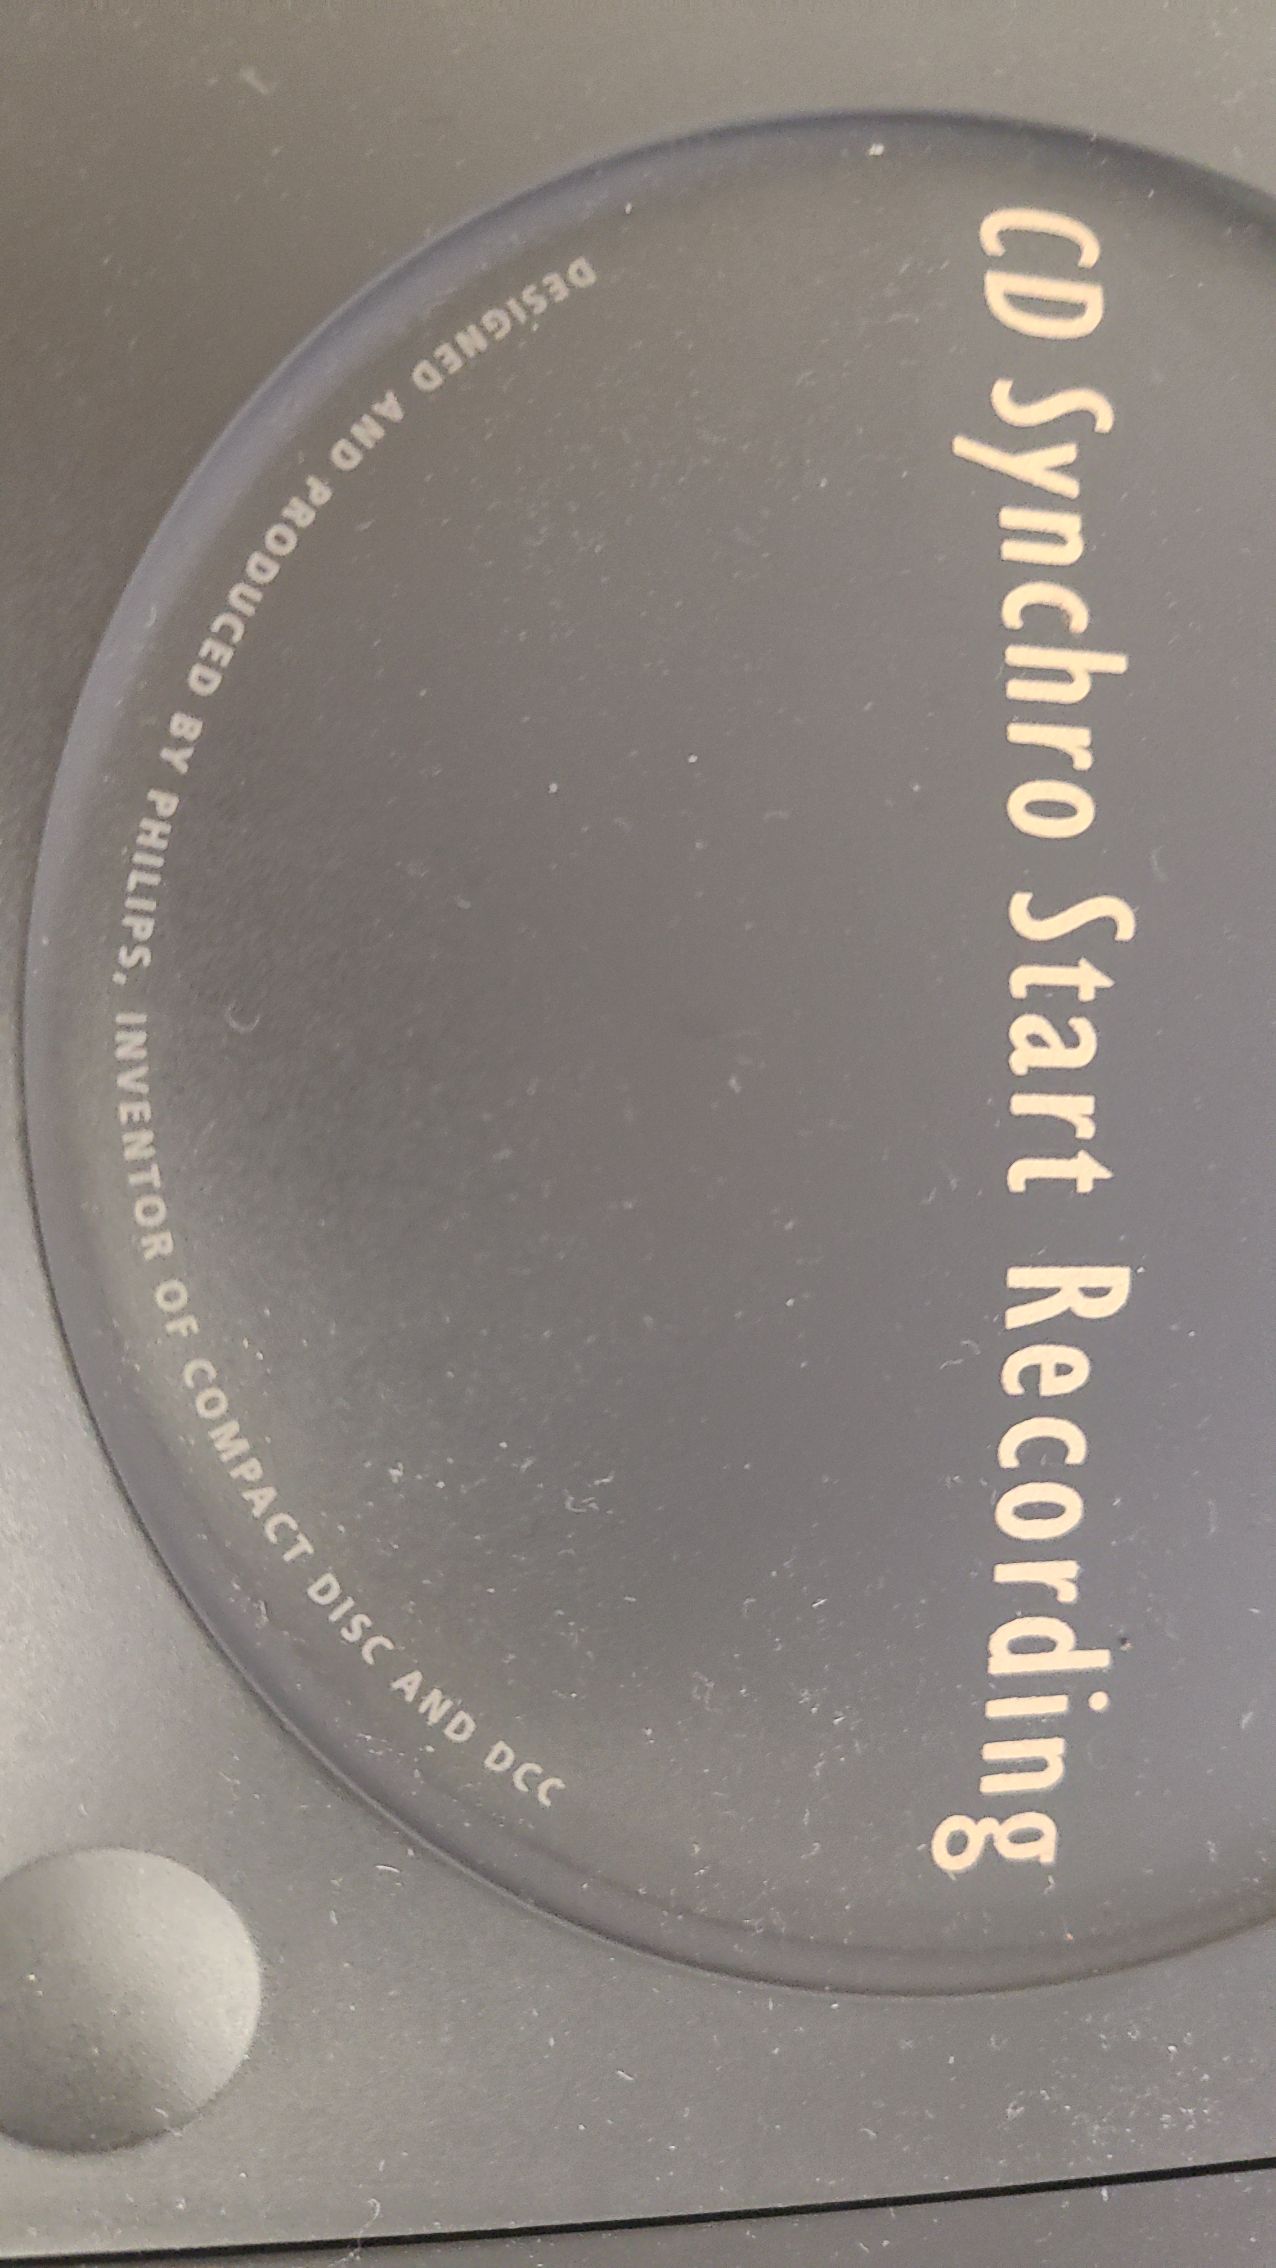 CD Synchro Start Recording
DESIGNED AND PRODUCED BY PHILIPS, INVENTOR OF COMPACT DISC AND DCC